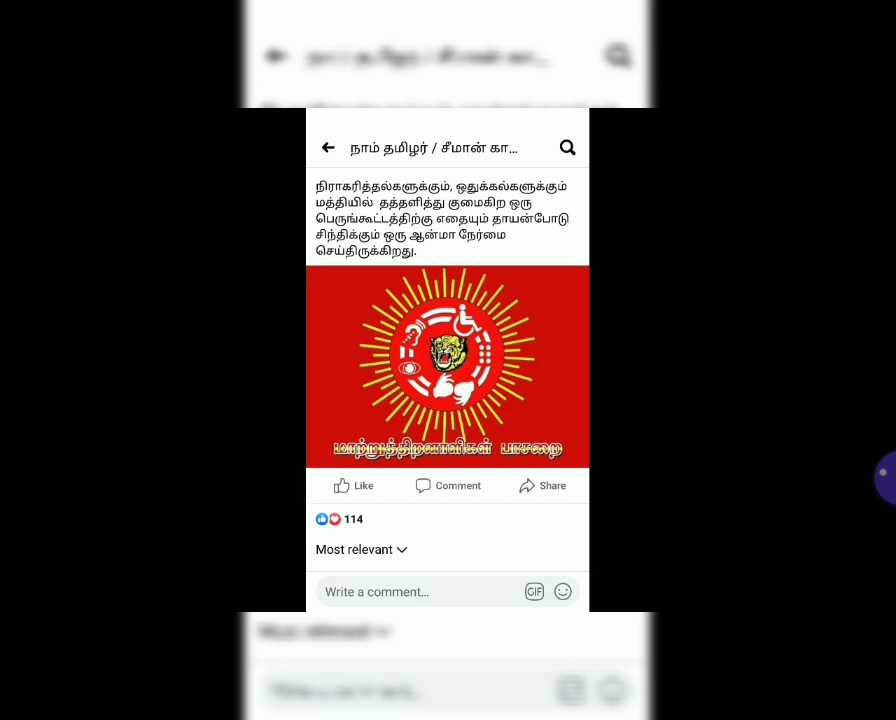 நாம் தமிழர் / சீமான் கா...
நிராகரித்தல்களுக்கும், ஒதுக்கல்களுக்கும்
மத்தியில் தத்தளித்து குமைகிற ஒரு
பெருங்கூட்டத்திற்கு எதையும் தாயன்போடு
சிந்திக்கும் ஒரு ஆன்மா நேர்மை
செய்திருக்கிறது.
மாற்றுத்திறனாளிகள் பாசறை
Like Comment Share
114
Most relevant
Write a comment... GIF